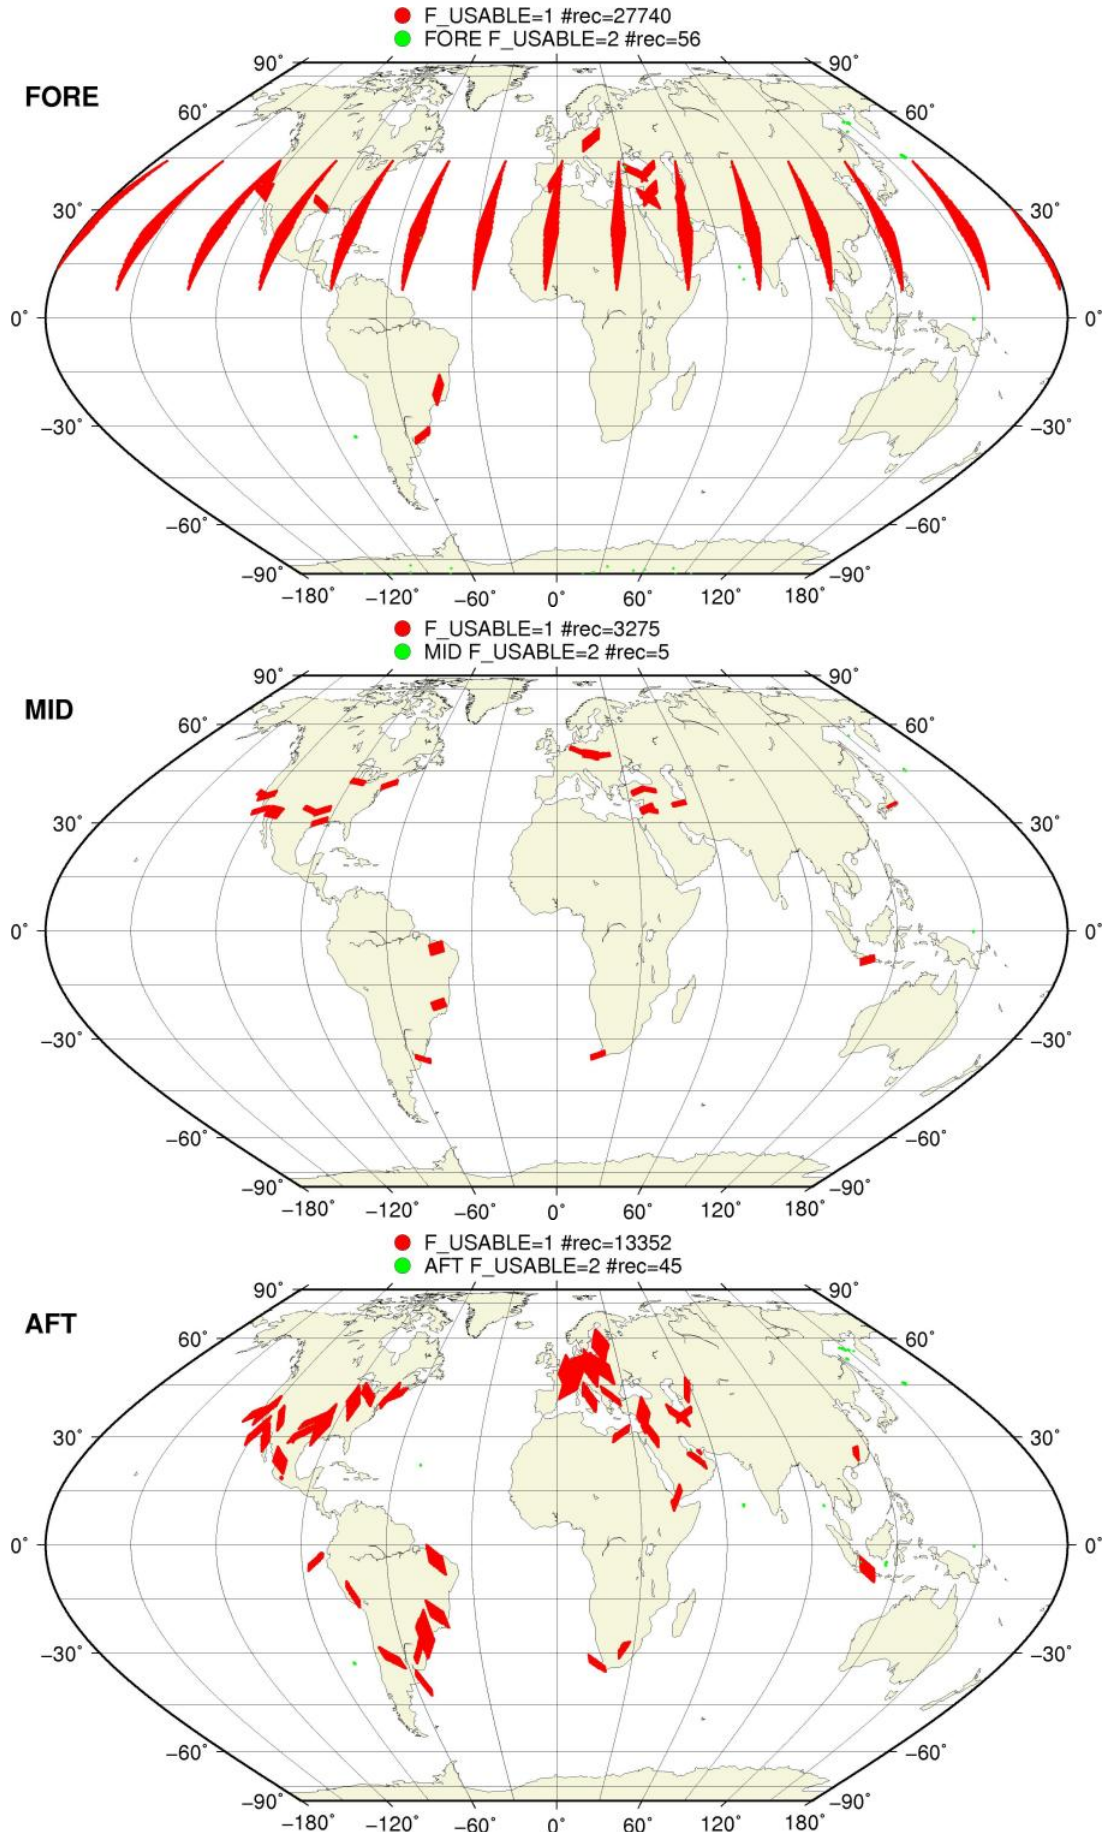 F_USABLE=1 #rec=27740
FORE F_USABLE=2 #rec=56
FORE
90° 90°
60° 60°
30° 30°
0° 0°
−30° −30°
−60° −60°
−90° −90°
−180° −120° −60° 0° 60° 120° 180°
F_USABLE=1 #rec=3275
MID F_USABLE=2 #rec=5
MID
90° 90°
60° 60°
30° 30°
0° 0°
−30° −30°
−60° −60°
−90° −90°
−180° −120° −60° 0° 60° 120° 180°
F_USABLE=1 #rec=13352
AFT F_USABLE=2 #rec=45
AFT
90° 90°
60° 60°
30° 30°
0° 0°
−30° −30°
−60° −60°
−90° −90°
−180° −120° −60° 0° 60° 120° 180°